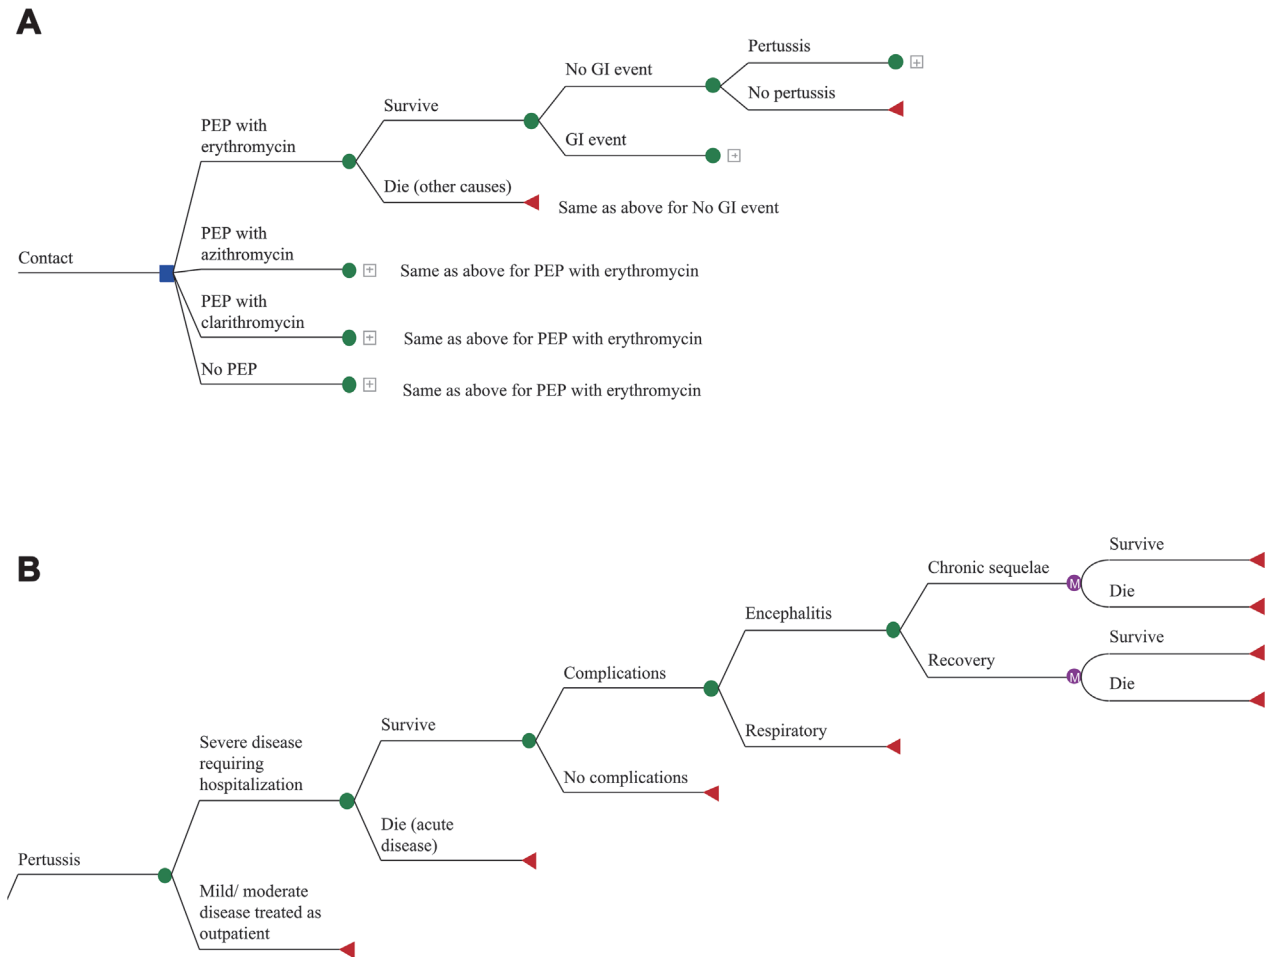 A
Pertussis
No GI event
No pertussis
Survive
PEP with
erythromycin
GI event
Die (other causes)
Same as above for No GI event
PEP with
azithromycin
Contact
Same as above for PEP with erythromycin
PEP with
clarithromycin
Same as above for PEP with erythromycin
No PEP
Same as above for PEP with erythromycin
B
Survive
Chronic sequelae
M
Die
Encephalitis
Survive
Recovery
M
Die
Complications
Respiratory
Survive
Severe disease
requiring
hospitalization
No complications
Die (acute
disease)
Pertussis
Mild/ moderate
disease treated as
outpatient